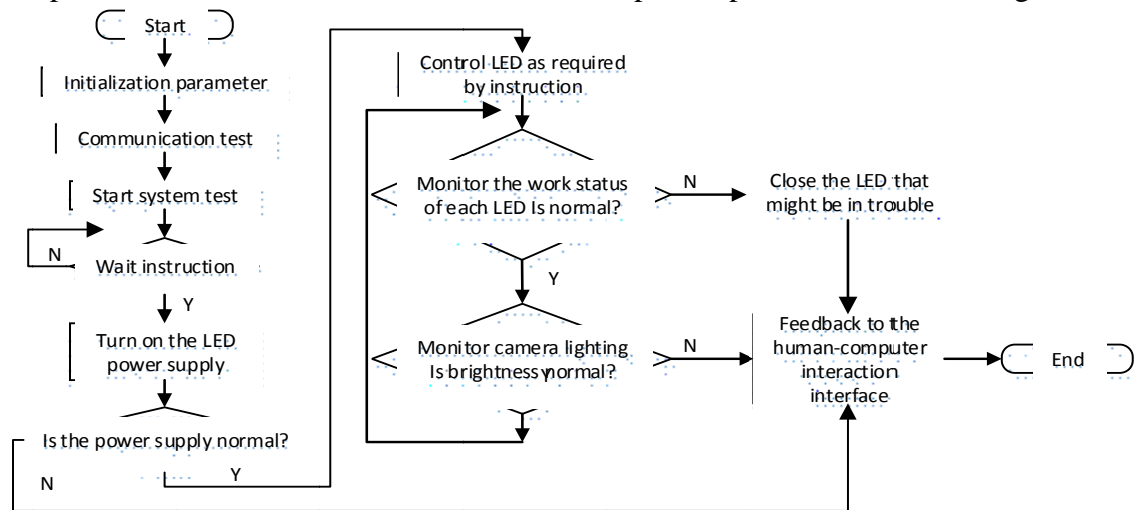 Start
Initialization parameter
Communication test
Start system test
N
Wait instruction
Y
Turn on the LED
power supply
Is the power supply normal?
N
Y
Control LED as required
by instruction
Monitor the work status
of each LED Is normal?
N
Close the LED that
might be in trouble
Y
Monitor camera lighting
Is brightness normal?
Y
N
Feedback to the
human-computer
interaction
interface
End